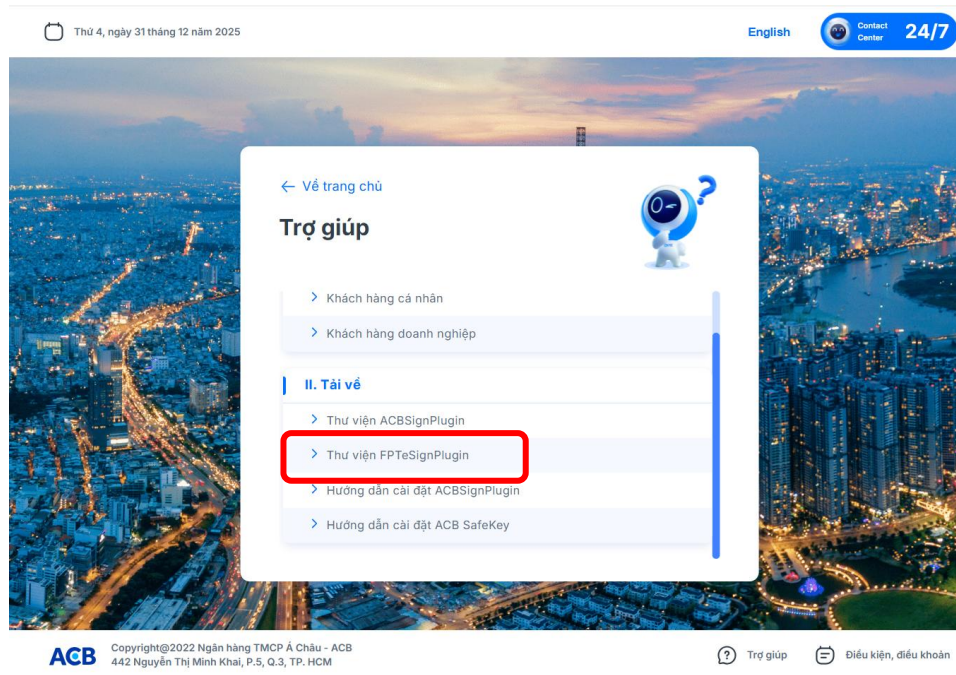 Thứ 4, ngày 31 tháng 12 năm 2025
English
Contact
Center
24/7
Về trang chủ
Trợ giúp
Khách hàng cá nhân
Khách hàng doanh nghiệp
II. Tải về
Thư viện ACBSignPlugin
Thư viện FPTeSignPlugin
Hướng dẫn cài đặt ACBSignPlugin
Hướng dẫn cài đặt ACB SafeKey
ACB
Copyright@2022 Ngân hàng TMCP Á Châu - ACB
442 Nguyễn Thị Minh Khai, P.5, Q.3, TP. HCM
Trợ giúp
Điều kiện, điều khoản